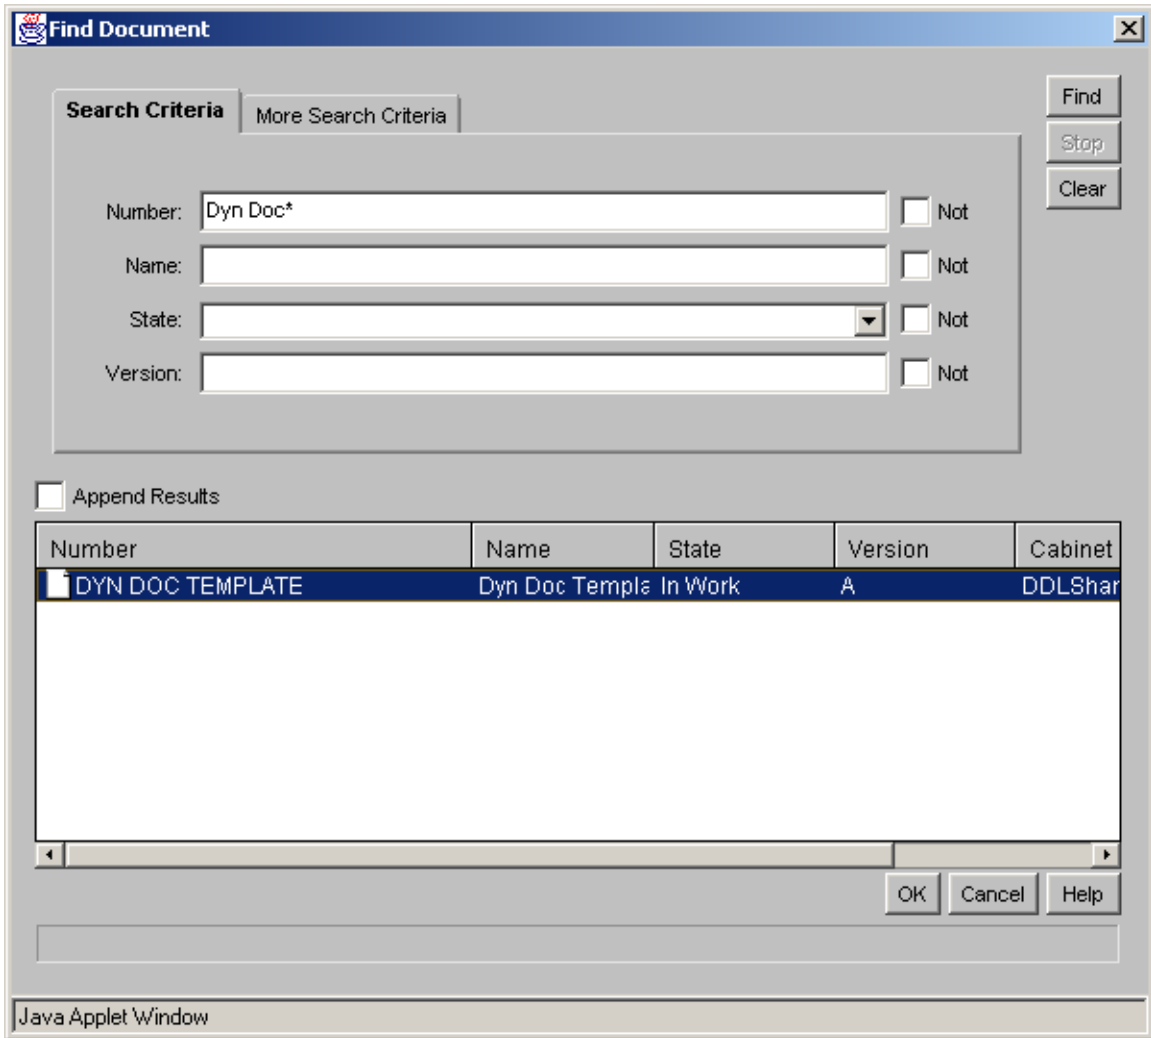 Find Document
Search Criteria More Search Criteria
Find
Stop
Clear
Number: Dyn Doc* Not
Name: Not
State: Not
Version: Not
Append Results
Number Name State Version Cabinet
DYN DOC TEMPLATE Dyn Doc Templa In Work A DDLShar
OK Cancel Help
Java Applet Window